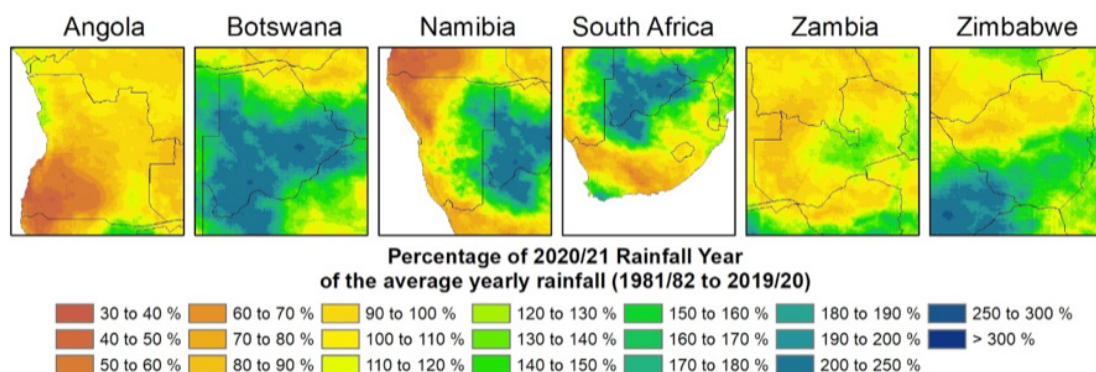 Angola Botswana Namibia South Africa Zambia Zimbabwe
Percentage of 2020/21 Rainfall Year
of the average yearly rainfall (1981/82 to 2019/20)
30 to 40 % 60 to 70 % 90 to 100 % 120 to 130 % 150 to 160 % 180 to 190 % 250 to 300 %
40 to 50 % 70 to 80 % 100 to 110 % 130 to 140 % 160 to 170 % 190 to 200 % > 300 %
50 to 60 % 80 to 90 % 110 to 120 % 140 to 150 % 170 to 180 % 200 to 250 %